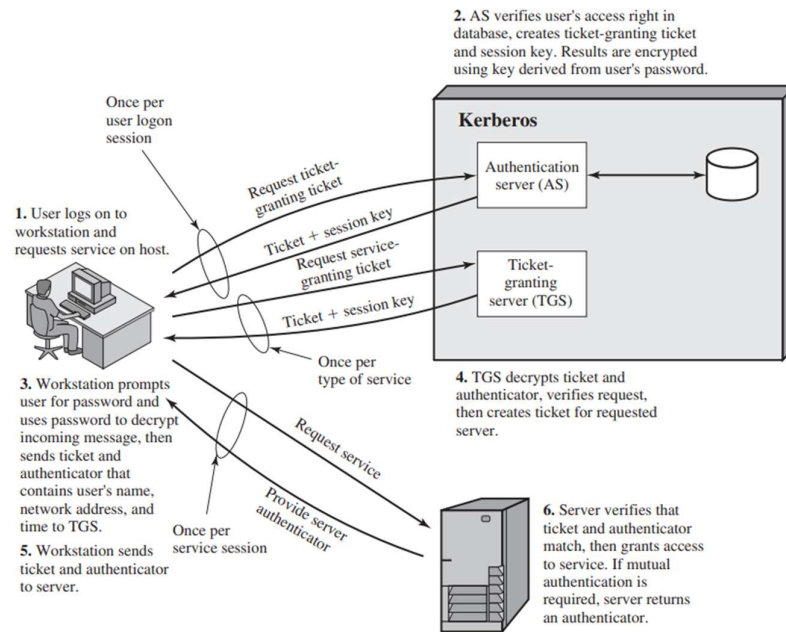 2. AS verifies user's access right in
database, creates ticket-granting ticket
and session key. Results are encrypted
using key derived from user's password.
Once per
user logon
session
Kerberos
Request ticket-
granting ticket
Authentication
server (AS)
1. User logs on to
workstation and
requests service on host.
Ticket + session key
Request service-
granting ticket
Ticket-
granting
server (TGS)
Ticket + session key
Once per
type of service
3. Workstation prompts
user for password and
uses password to decrypt
incoming message, then
sends ticket and
authenticator that
contains user's name,
network address, and
time to TGS.
5. Workstation sends
ticket and authenticator
to server.
4. TGS decrypts ticket and
authenticator, verifies request,
then creates ticket for requested
server.
Request service
Provide server
authenticator
Once per
service session
6. Server verifies that
ticket and authenticator
match, then grants access
to service. If mutual
authentication is
required, server returns
an authenticator.